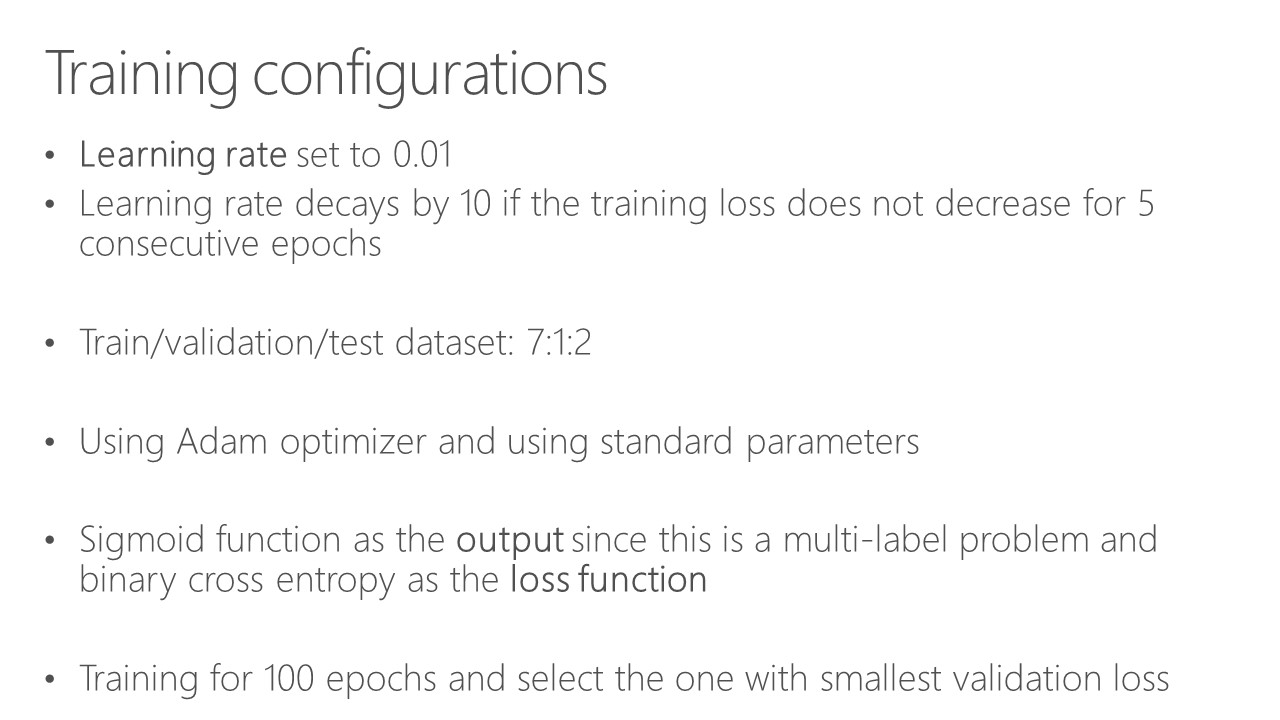 Training configurations
• Learning rate set to 0.01
• Learning rate decays by 10 if the training loss does not decrease for 5
consecutive epochs
• Train/validation/test dataset: 7:1:2
• Using Adam optimizer and using standard parameters
• Sigmoid function as the output since this is a multi-label problem and
binary cross entropy as the loss function
• Training for 100 epochs and select the one with smallest validation loss